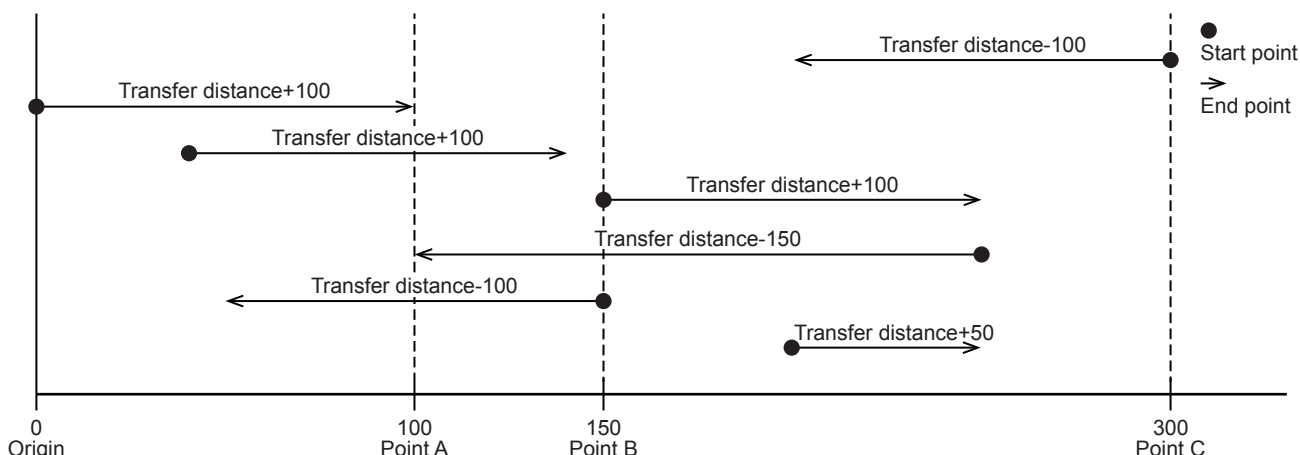 Transfer distance-100
Start point
Transfer distance+100
End point
Transfer distance+100
Transfer distance+100
Transfer distance-150
Transfer distance-100
Transfer distance+50
0
100
150
300
Origin
Point A
Point B
Point C